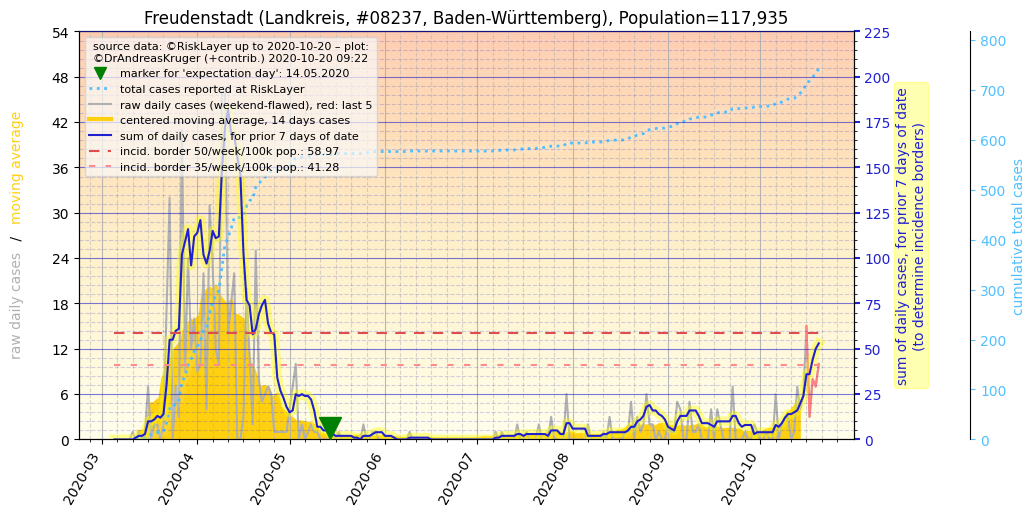 Freudenstadt (Landkreis, #08237, Baden-Württemberg), Population=117,935
source data: ©RiskLayer up to 2020-10-20 – plot:
©DrAndreasKruger (+contrib.) 2020-10-20 09:22
marker for 'expectation day': 14.05.2020
total cases reported at RiskLayer
raw daily cases (weekend-flawed), red: last 5
centered moving average, 14 days cases
sum of daily cases, for prior 7 days of date
incid. border 50/week/100k pop.: 58.97
incid. border 35/week/100k pop.: 41.28
raw daily cases / moving average
54
48
42
36
30
24
18
12
6
0
2020-03
2020-04
2020-05
2020-06
2020-07
2020-08
2020-09
2020-10
225
200
175
150
125
100
75
50
25
0
sum of daily cases, for prior 7 days of date
(to determine incidence borders)
800
700
600
500
400
300
200
100
0
cumulative total cases